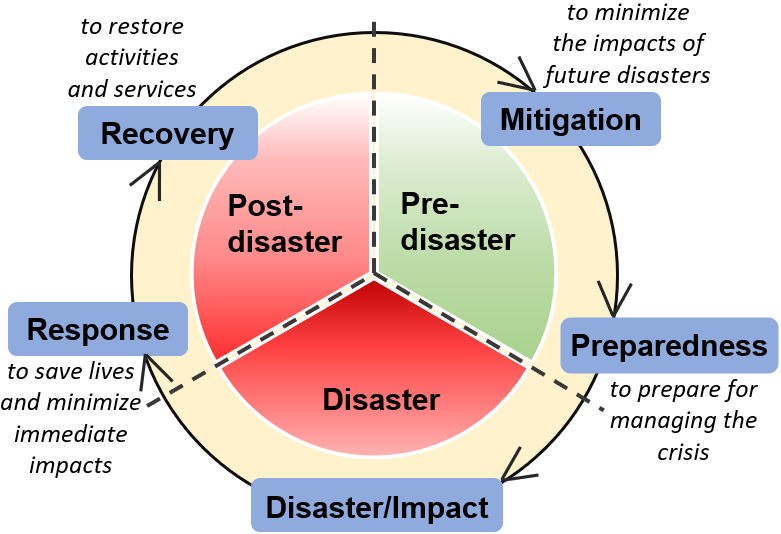 to restore
activities
and services
Recovery
to minimize
the impacts of
future disasters
Mitigation
Post-
disaster
Pre-
disaster
Response
to save lives
and minimize
immediate
impacts
Preparedness
to prepare for
managing the
crisis
Disaster
Disaster/Impact